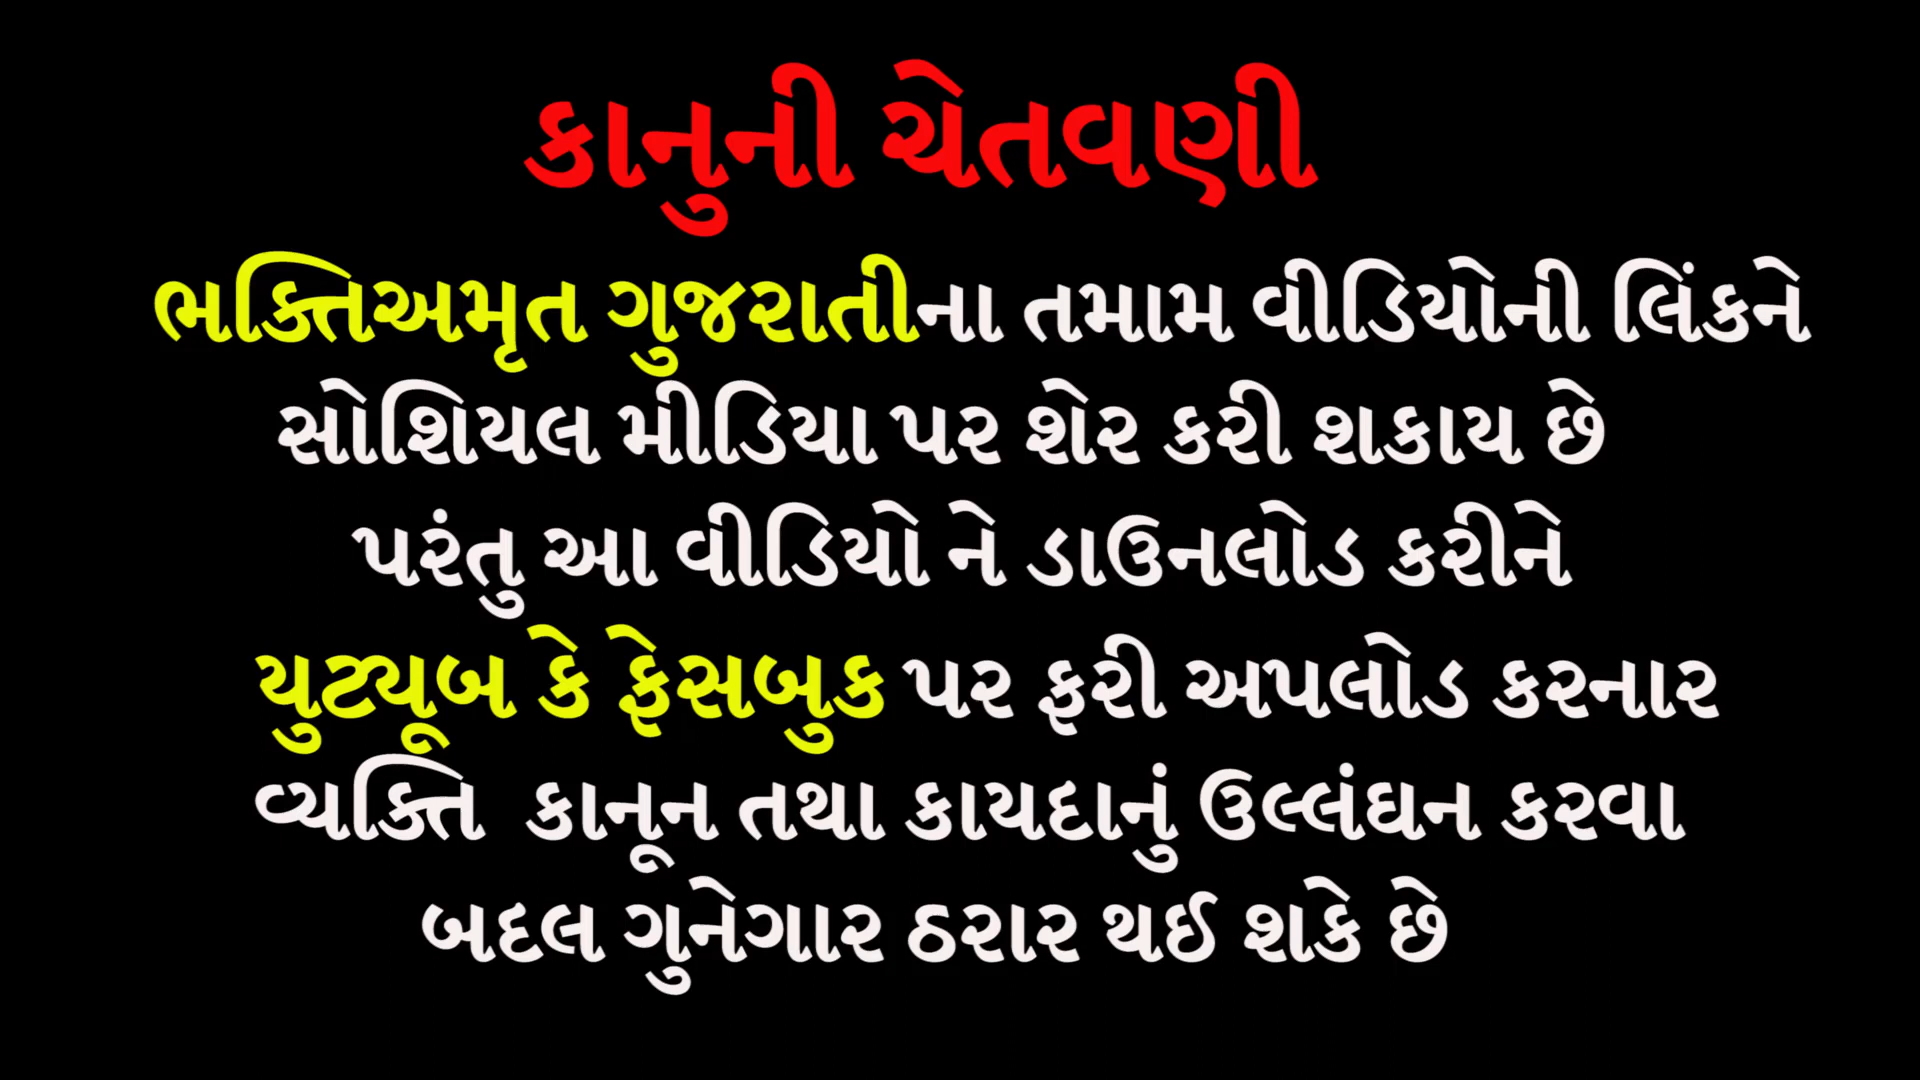 કાનુની ચેતવણી
ભક્તિઅમૃત ગુજરાતીના તમામ વીડિયોની લિંકને
સોશિયલ મીડિયા પર શેર કરી શકાય છે
પરંતુ આ વીડિયો ને ડાઉનલોડ કરીને
યુટ્યૂબ કે ફેસબુક પર ફરી અપલોડ કરનાર
વ્યક્તિ કાનૂન તથા કાયદાનું ઉલ્લંઘન કરવા
બદલ ગુનેગાર ઠરાર થઈ શકે છે